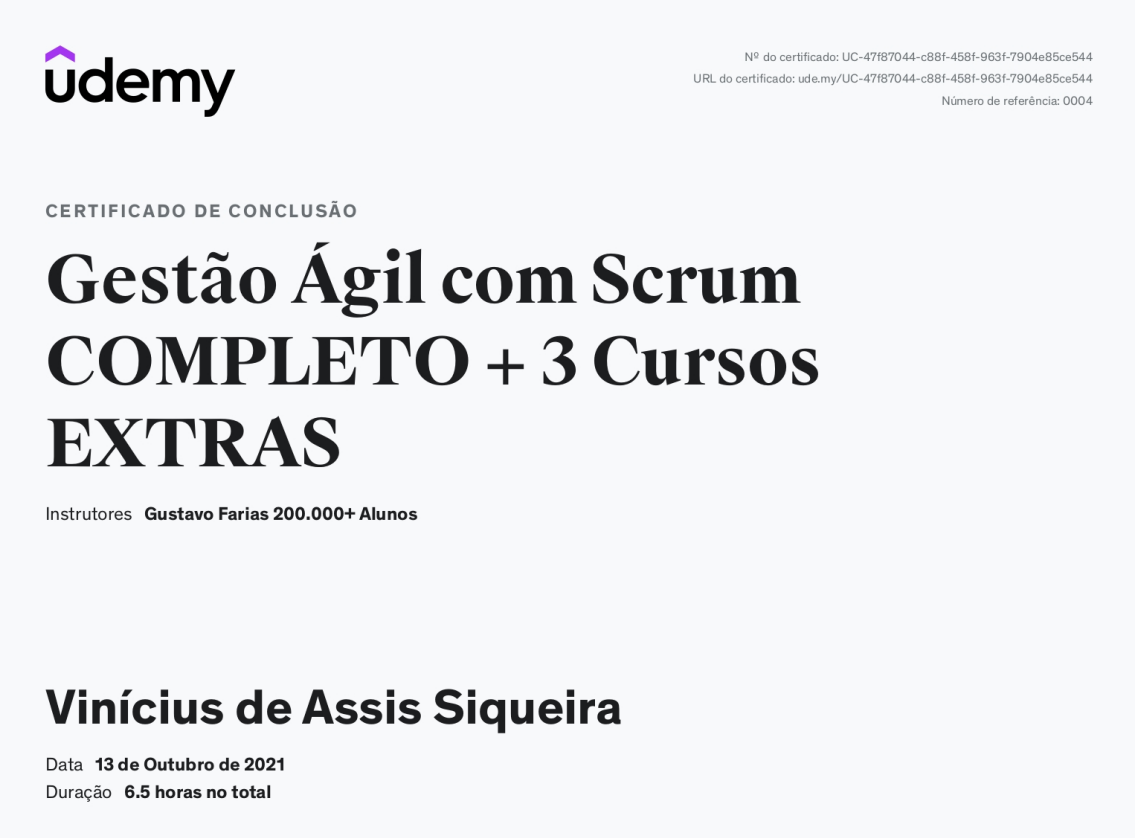 udemy
Nº do certificado: UC-47f87044-c88f-458f-963f-7904e85ce544
URL do certificado: ude.my/UC-47f87044-c88f-458f-963f-7904e85ce544
Número de referência: 0004
CERTIFICADO DE CONCLUSÃO
Gestão Ágil com Scrum
COMPLETO + 3 Cursos
EXTRAS
Instrutores Gustavo Farias 200.000+ Alunos
Vinícius de Assis Siqueira
Data 13 de Outubro de 2021
Duração 6.5 horas no total